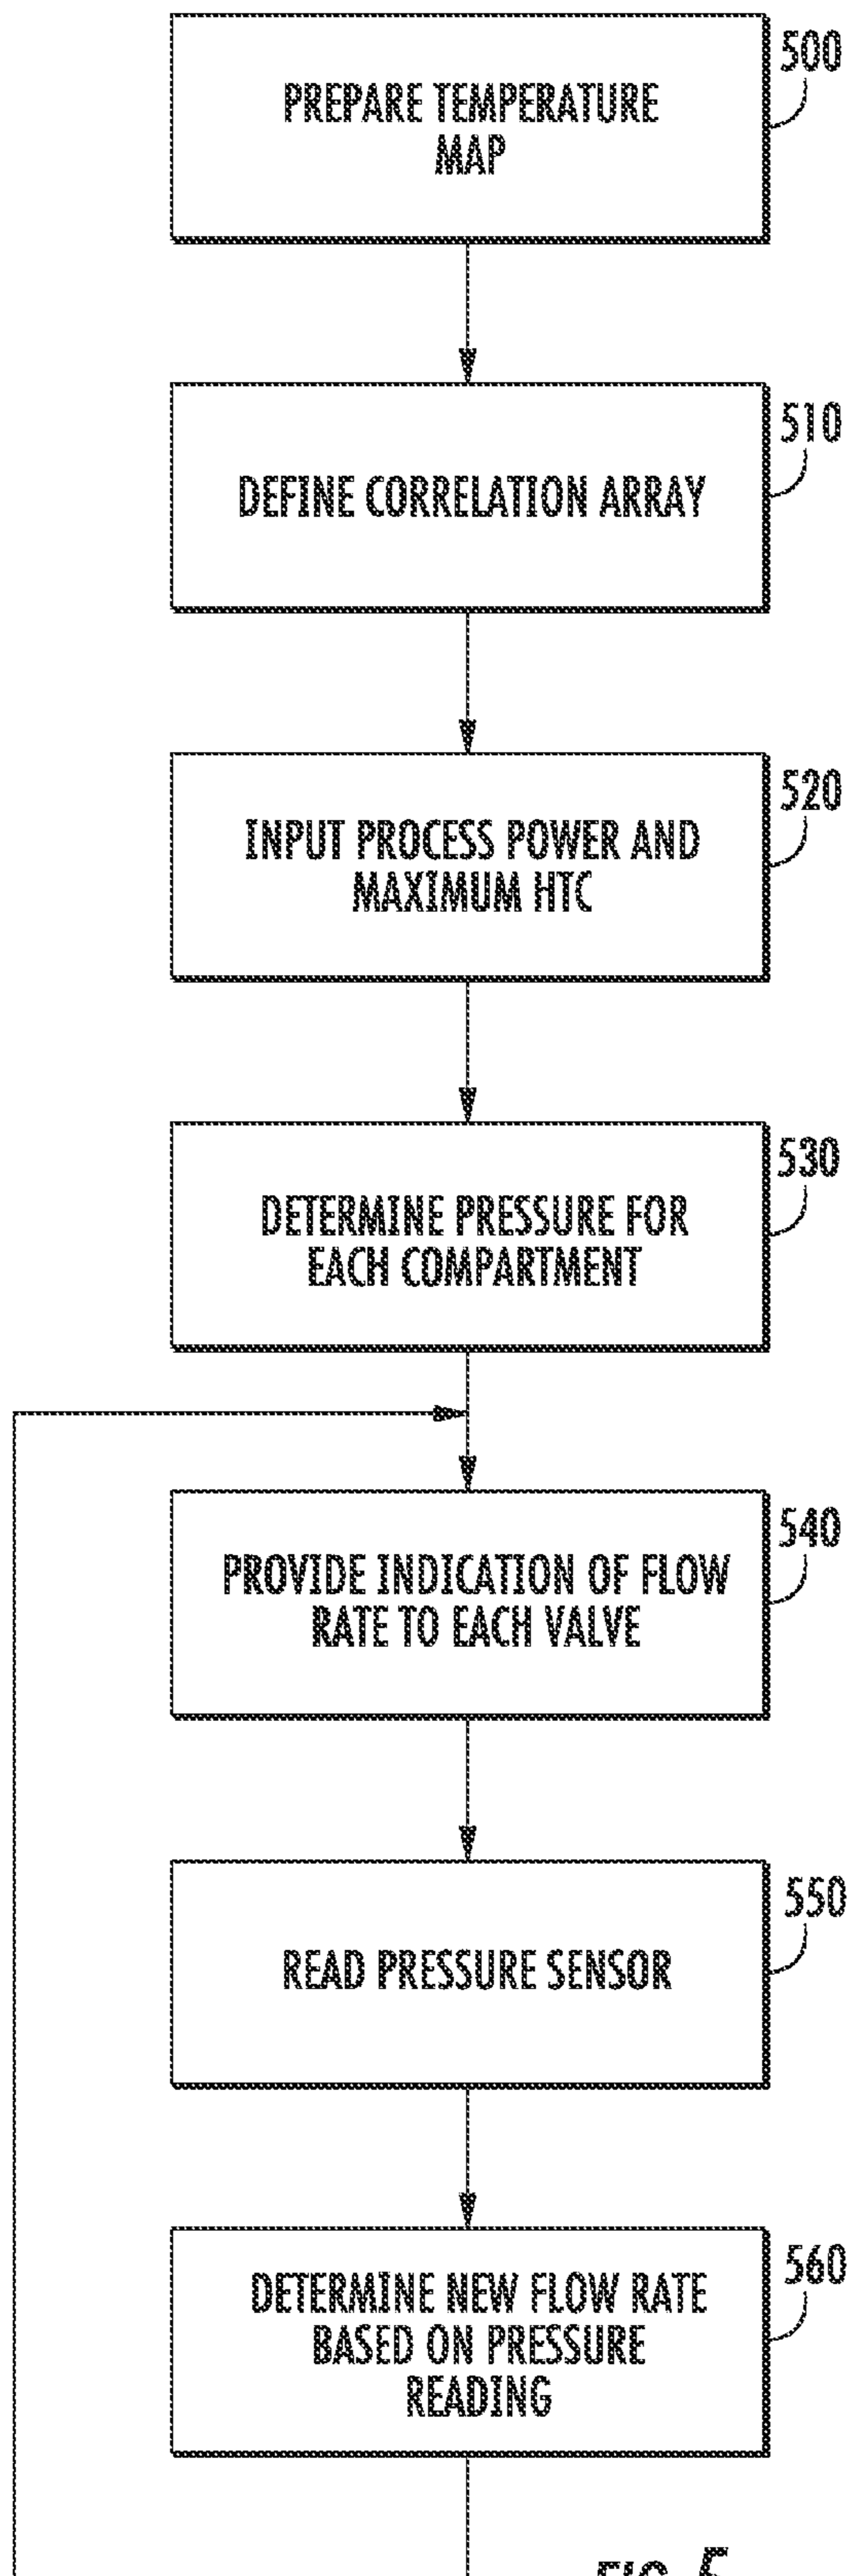 500
PREPARE TEMPERATURE
MAP
510
DEFINE CORRELATION ARRAY
520
INPUT PROCESS POWER AND
MAXIMUM HTC
530
DETERMINE PRESSURE FOR
EACH COMPARTMENT
540
PROVIDE INDICATION OF FLOW
RATE TO EACH VALVE
550
READ PRESSURE SENSOR
560
DETERMINE NEW FLOW RATE
BASED ON PRESSURE
READING
FIG. 5